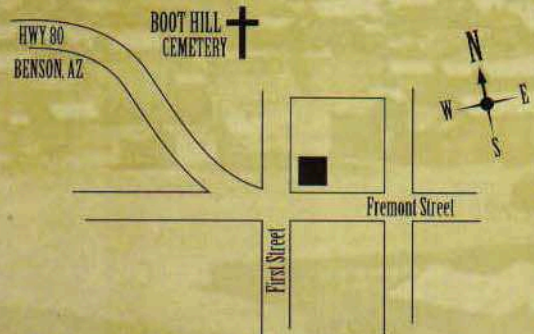 BOOT HILL
CEMETERY
HWY 80
BENSON, AZ
N
W
E
S
Fremont Street
First Street